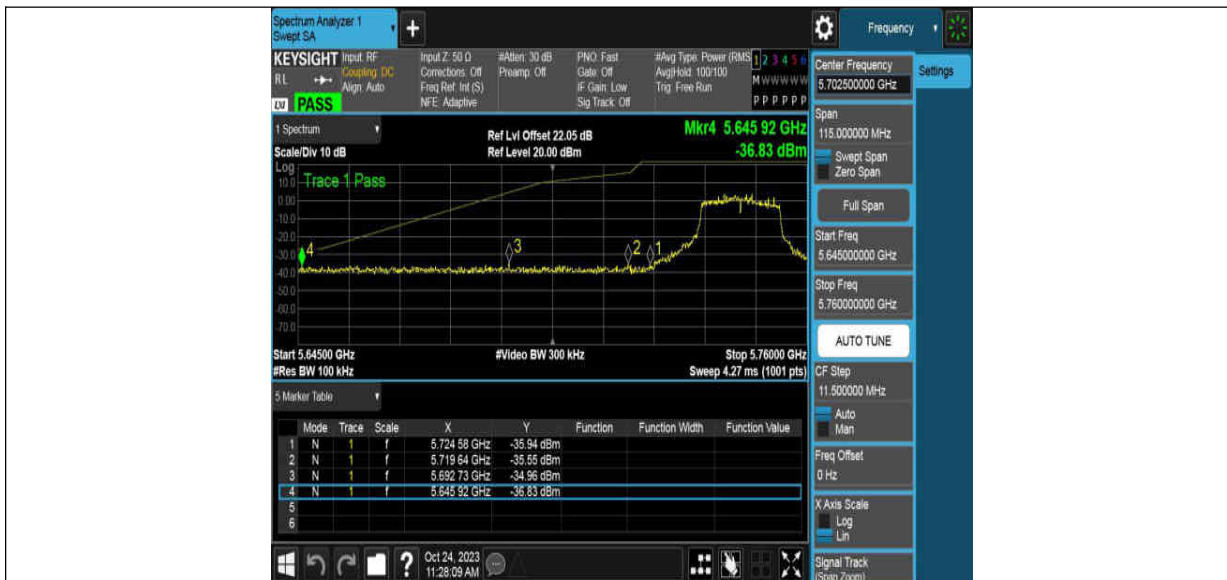 Spectrum Analyzer 1
Swept SA
+
Frequency
KEYSIGHT
RL
LXI
PASS
Input: RF
Coupling: DC
Align: Auto
Input Z: 50 Ω
Corrections: Off
Freq Ref: Int (S)
NFE: Adaptive
#Atten: 30 dB
Preamp: Off
PNO: Fast
Gate: Off
IF Gain: Low
Sig Track: Off
#Avg Type: Power (RMS
Avg|Hold: 100/100
Trig: Free Run
1 2 3 4 5 6
M W W W W W
P P P P P P
Center Frequency
5.702500000 GHz
Settings
1 Spectrum
Scale/Div 10 dB
Ref Lvl Offset 22.05 dB
Ref Level 20.00 dBm
Mkr4 5.645 92 GHz
-36.83 dBm
Span
115.000000 MHz
Swept Span
Zero Span
Full Span
Log
Trace 1 Pass
10.0
0.00
-10.0
-20.0
-30.0
-40.0
-50.0
-60.0
-70.0
4
3
2
1
Start Freq
5.645000000 GHz
Stop Freq
5.760000000 GHz
AUTO TUNE
Start 5.64500 GHz
#Res BW 100 kHz
#Video BW 300 kHz
Stop 5.76000 GHz
Sweep 4.27 ms (1001 pts)
CF Step
11.500000 MHz
Auto
Man
Freq Offset
0 Hz
X Axis Scale
Log
Lin
Signal Track
(Span Zoom)
5 Marker Table
Mode Trace Scale X Y Function Function Width Function Value
1 N 1 f 5.724 58 GHz -35.94 dBm
2 N 1 f 5.719 64 GHz -35.55 dBm
3 N 1 f 5.692 73 GHz -34.96 dBm
4 N 1 f 5.645 92 GHz -36.83 dBm
5
6
?
Oct 24, 2023
11:28:09 AM